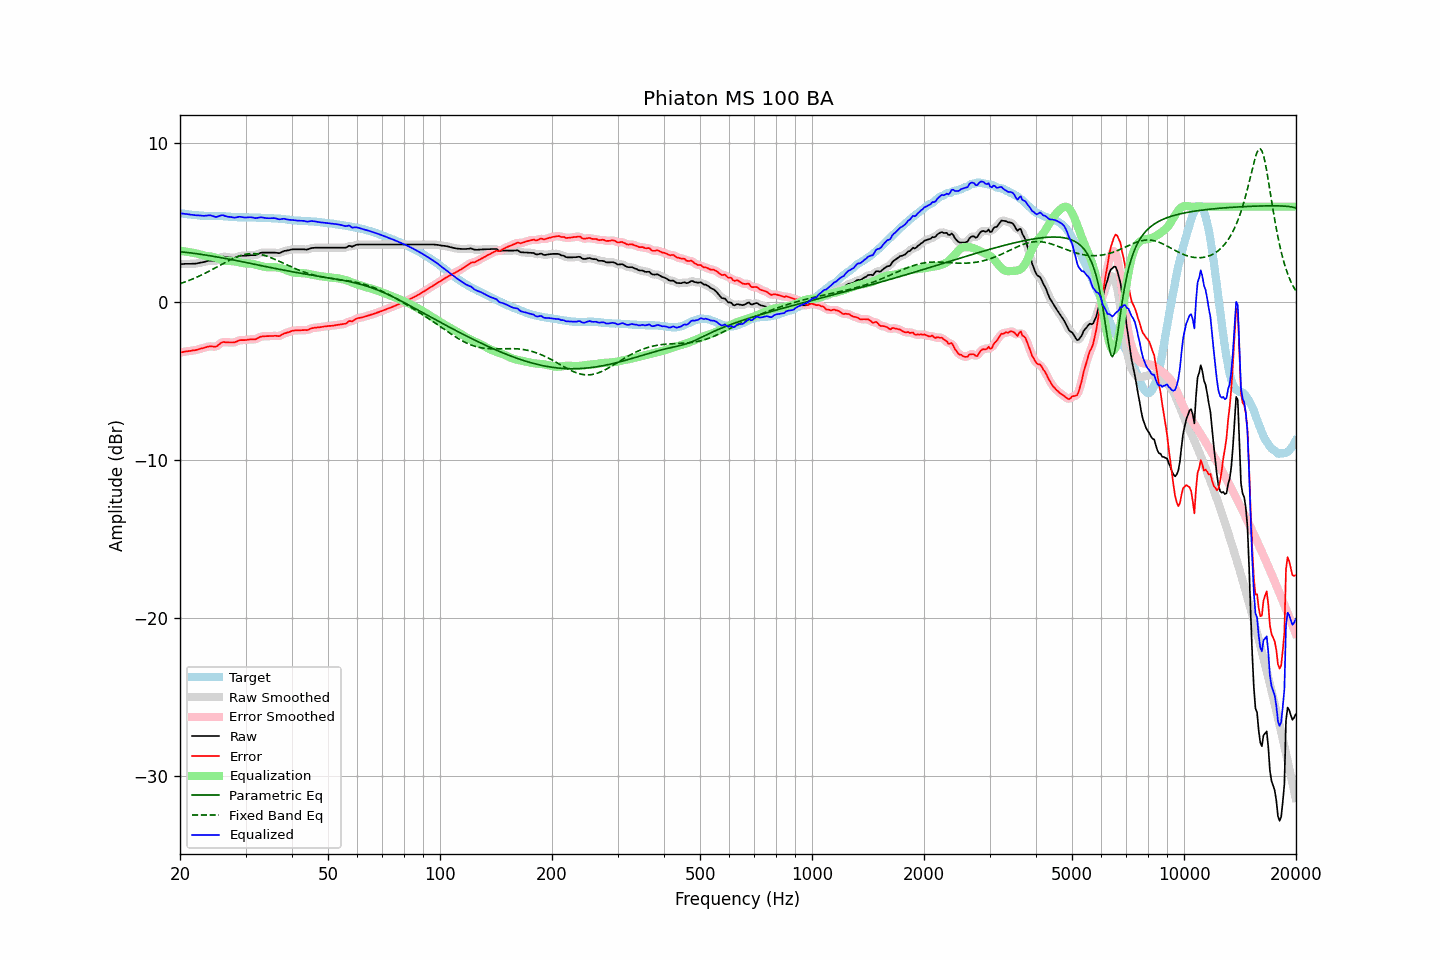 Phiaton MS 100 BA
Amplitude (dBr)
10
0
−10
−20
−30
Target
Raw Smoothed
Error Smoothed
Raw
Error
Equalization
Parametric Eq
Fixed Band Eq
Equalized
20 50 100 200 500 1000 2000 5000 10000 20000
Frequency (Hz)